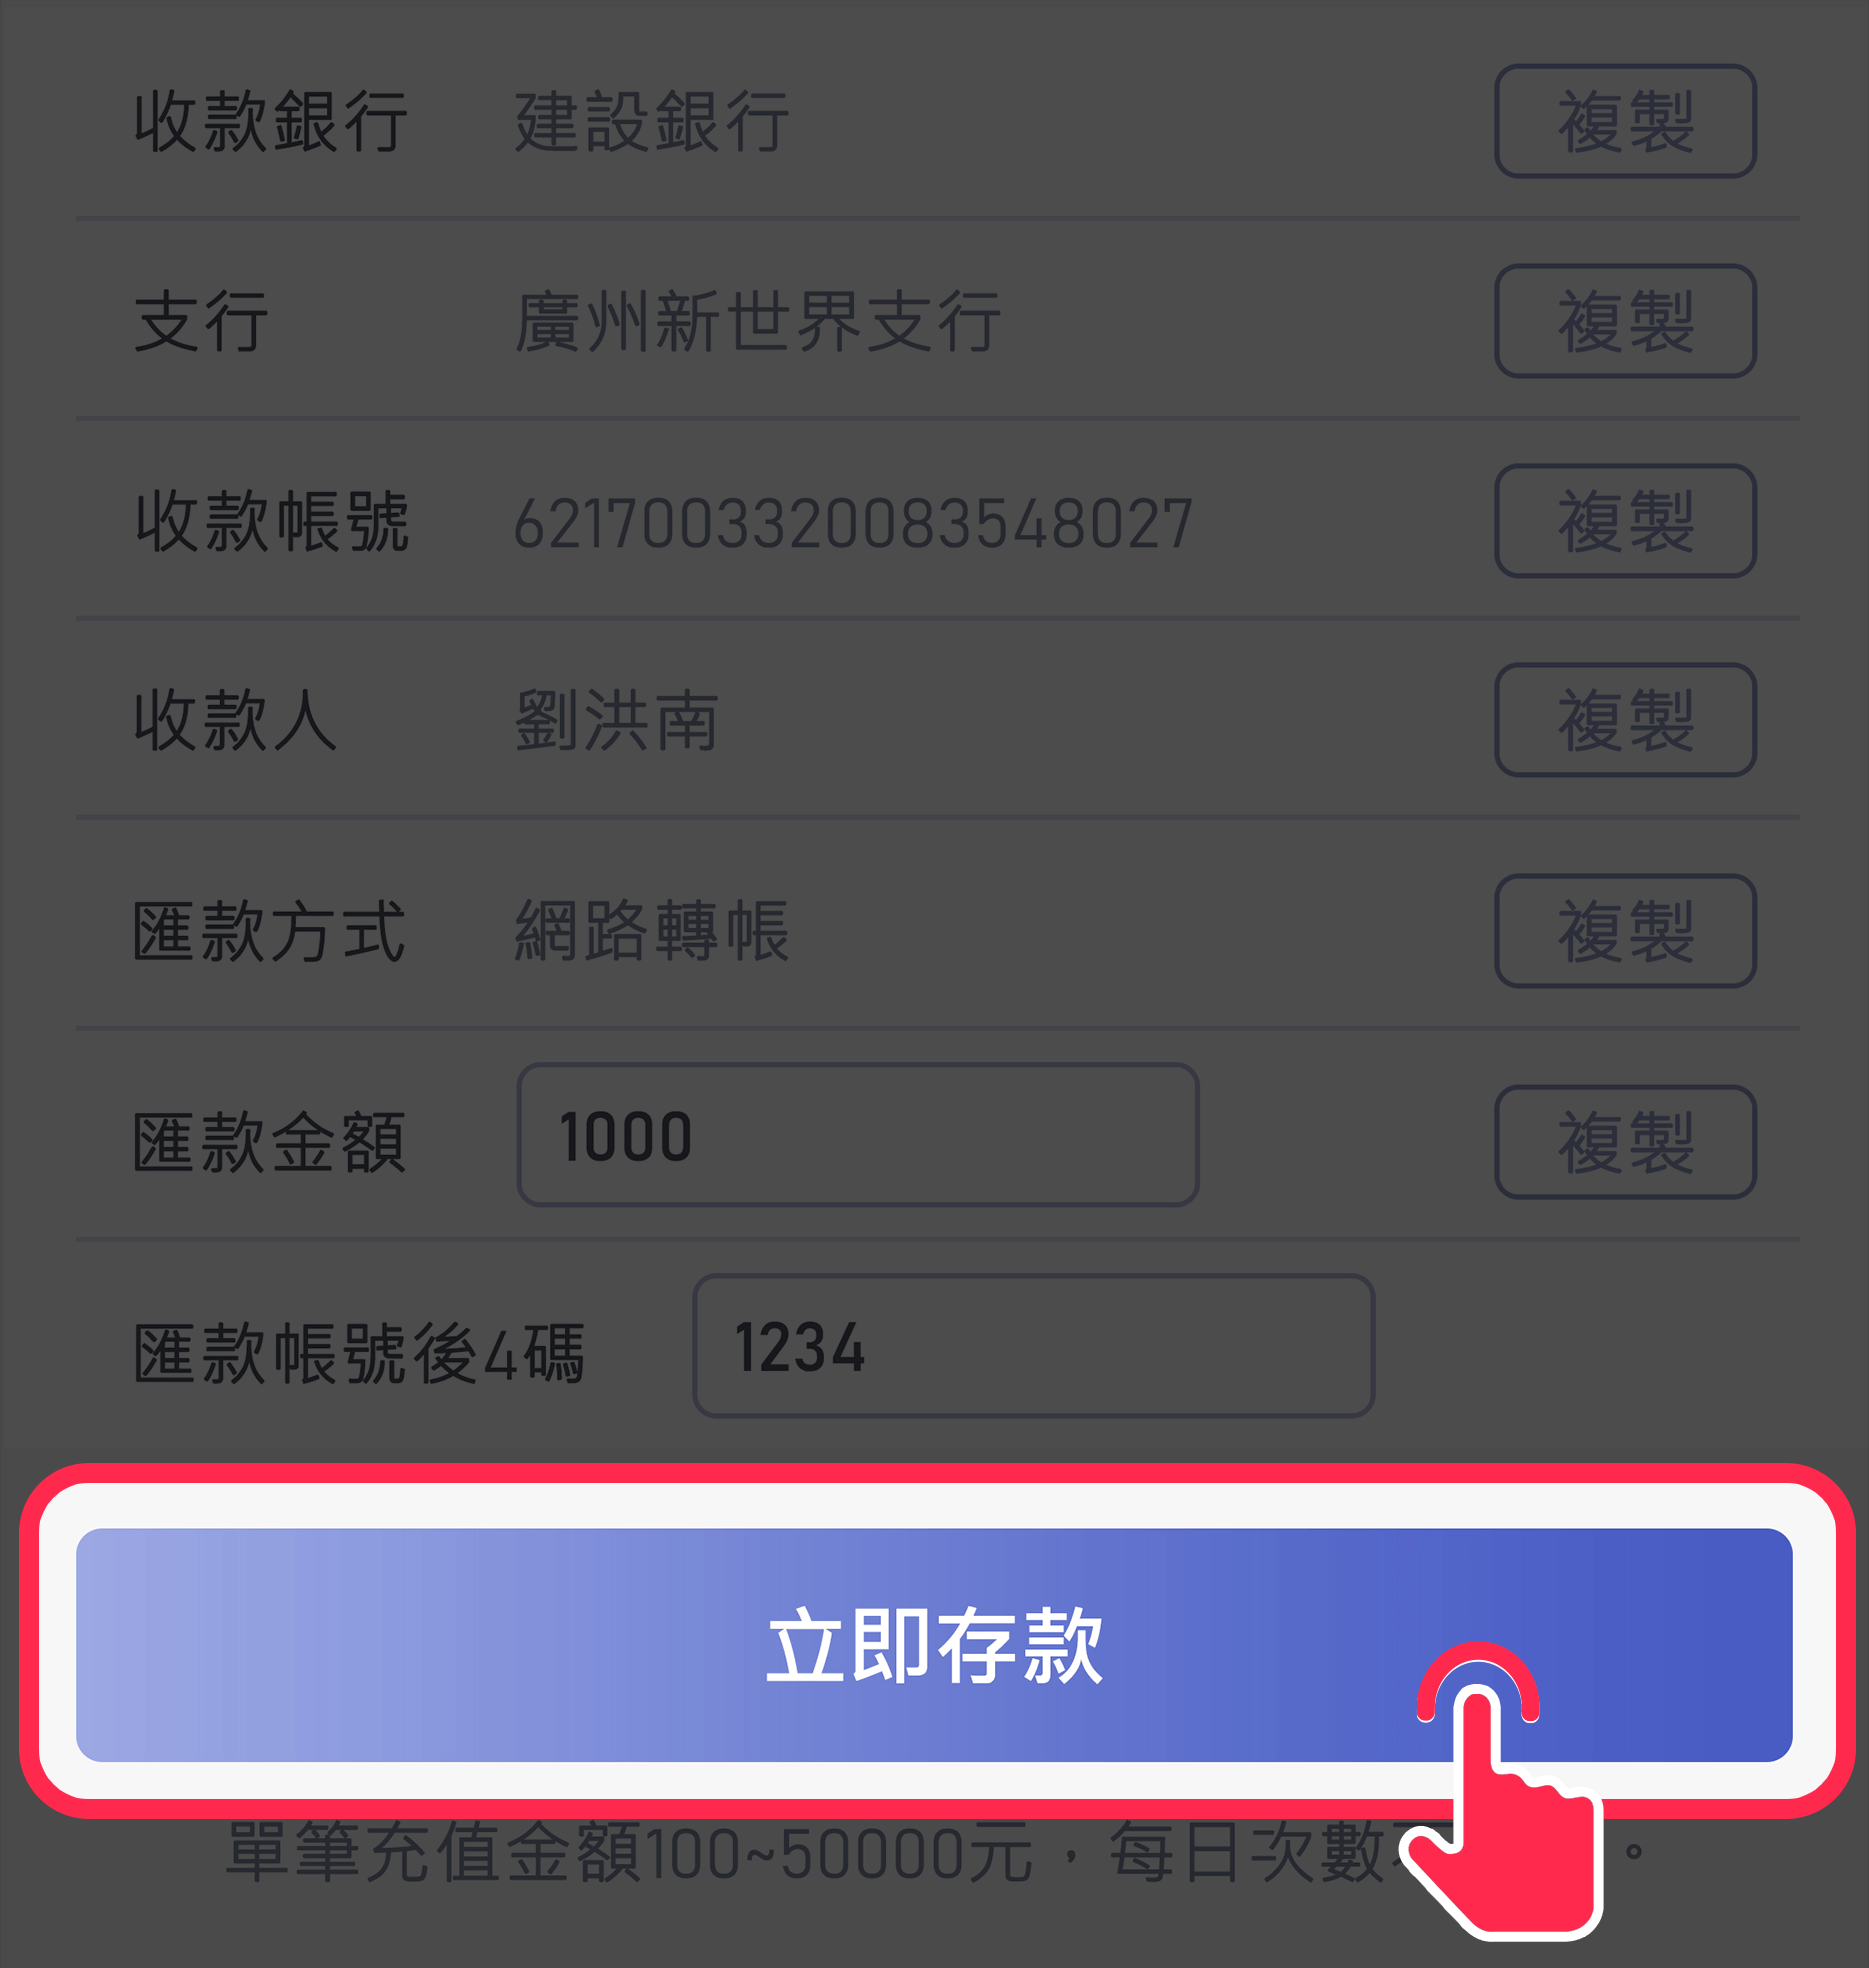 收款銀行 建設銀行 複製
支行 廣州新世界支行 複製
收款帳號 6217003320083548027 複製
收款人 劉洪南 複製
匯款方式 網路轉帳 複製
匯款金額 1000 複製
匯款帳號後4碼 1234
立即存款
單筆充值金額100~50000元，每日次數